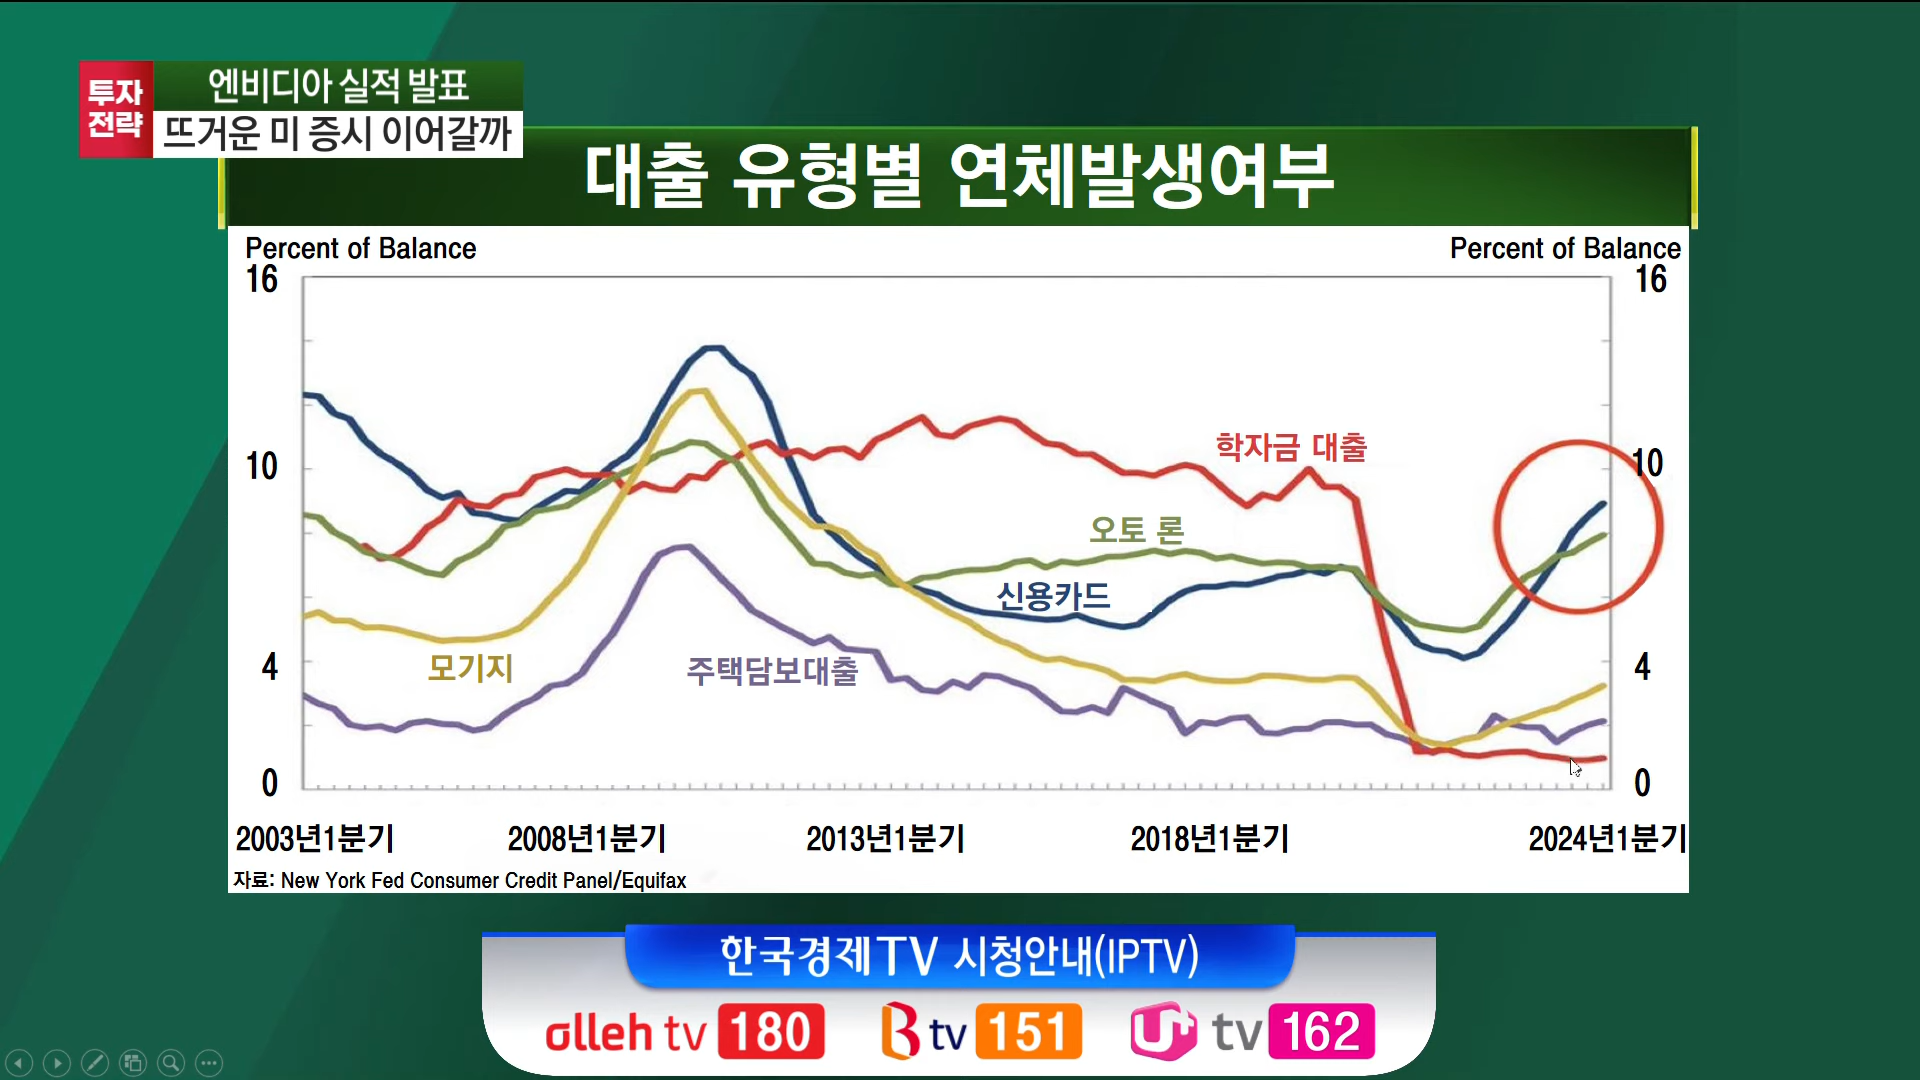 투자
전략
엔비디아 실적 발표
뜨거운 미 증시 이어갈까
대출 유형별 연체발생여부
Percent of Balance
Percent of Balance
16
16
학자금 대출
10
10
오토 론
신용카드
모기지
주택담보대출
4
4
0
0
2003년1분기 2008년1분기 2013년1분기 2018년1분기 2024년1분기
자료: New York Fed Consumer Credit Panel/Equifax
한국경제TV 시청안내(IPTV)
olleh tv 180 B tv 151 U+ tv 162